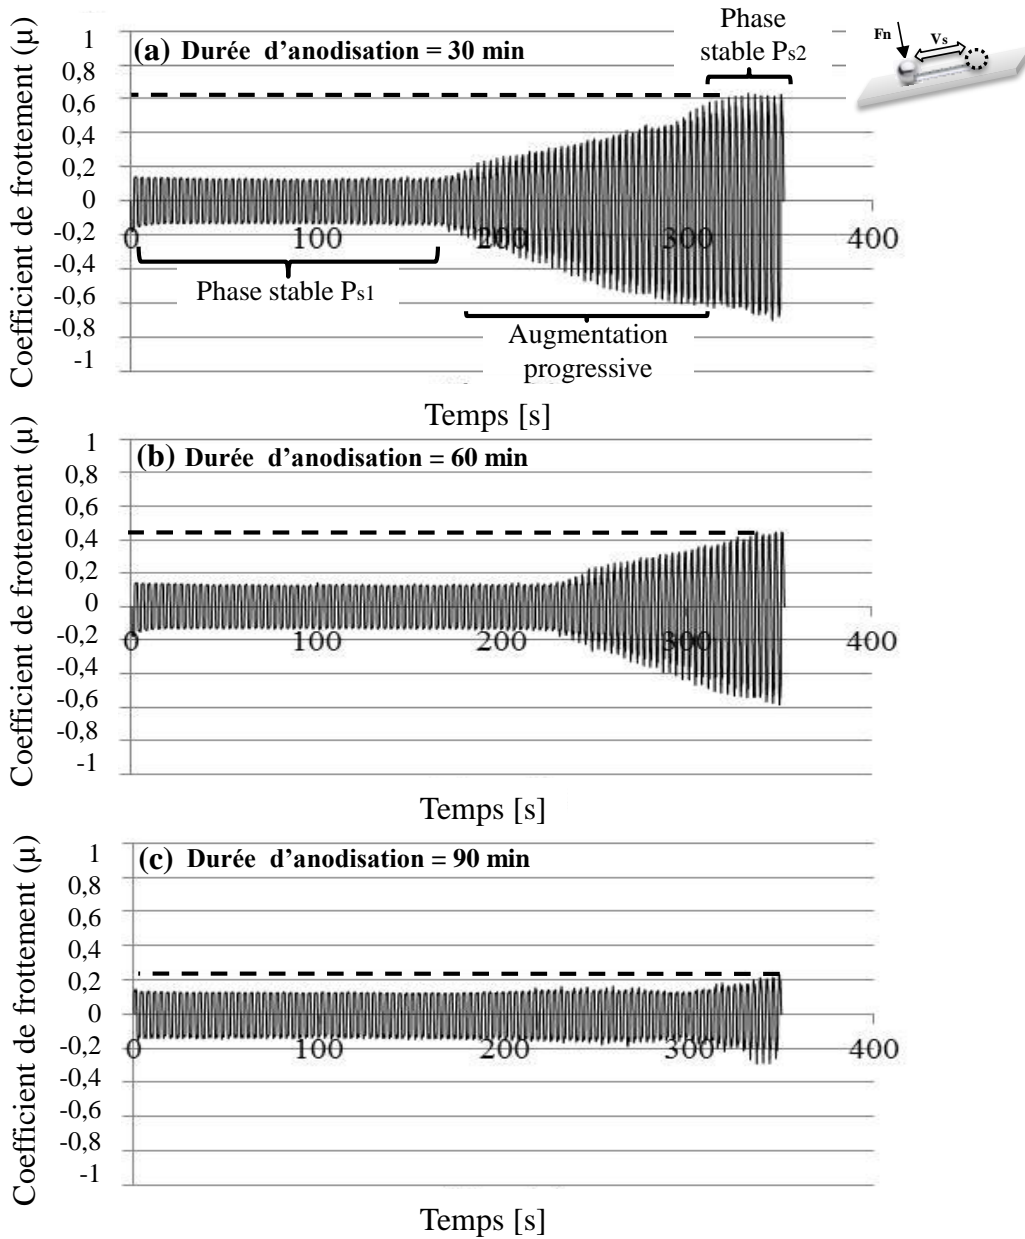 Coefficient de frottement (μ)
1
0,8
0,6
0,4
0,2
0
-0,2
-0,4
-0,6
-0,8
-1
(a) Durée d'anodisation = 30 min
Phase
stable Ps2
Fn
Vs
0 100 200 300 400
Phase stable Ps1
Augmentation
progressive
Temps [s]
Coefficient de frottement (μ)
1
0,8
0,6
0,4
0,2
0
-0,2
-0,4
-0,6
-0,8
-1
(b) Durée d'anodisation = 60 min
0 100 200 300 400
Temps [s]
Coefficient de frottement (μ)
1
0,8
0,6
0,4
0,2
0
-0,2
-0,4
-0,6
-0,8
-1
(c) Durée d'anodisation = 90 min
0 100 200 300 400
Temps [s]